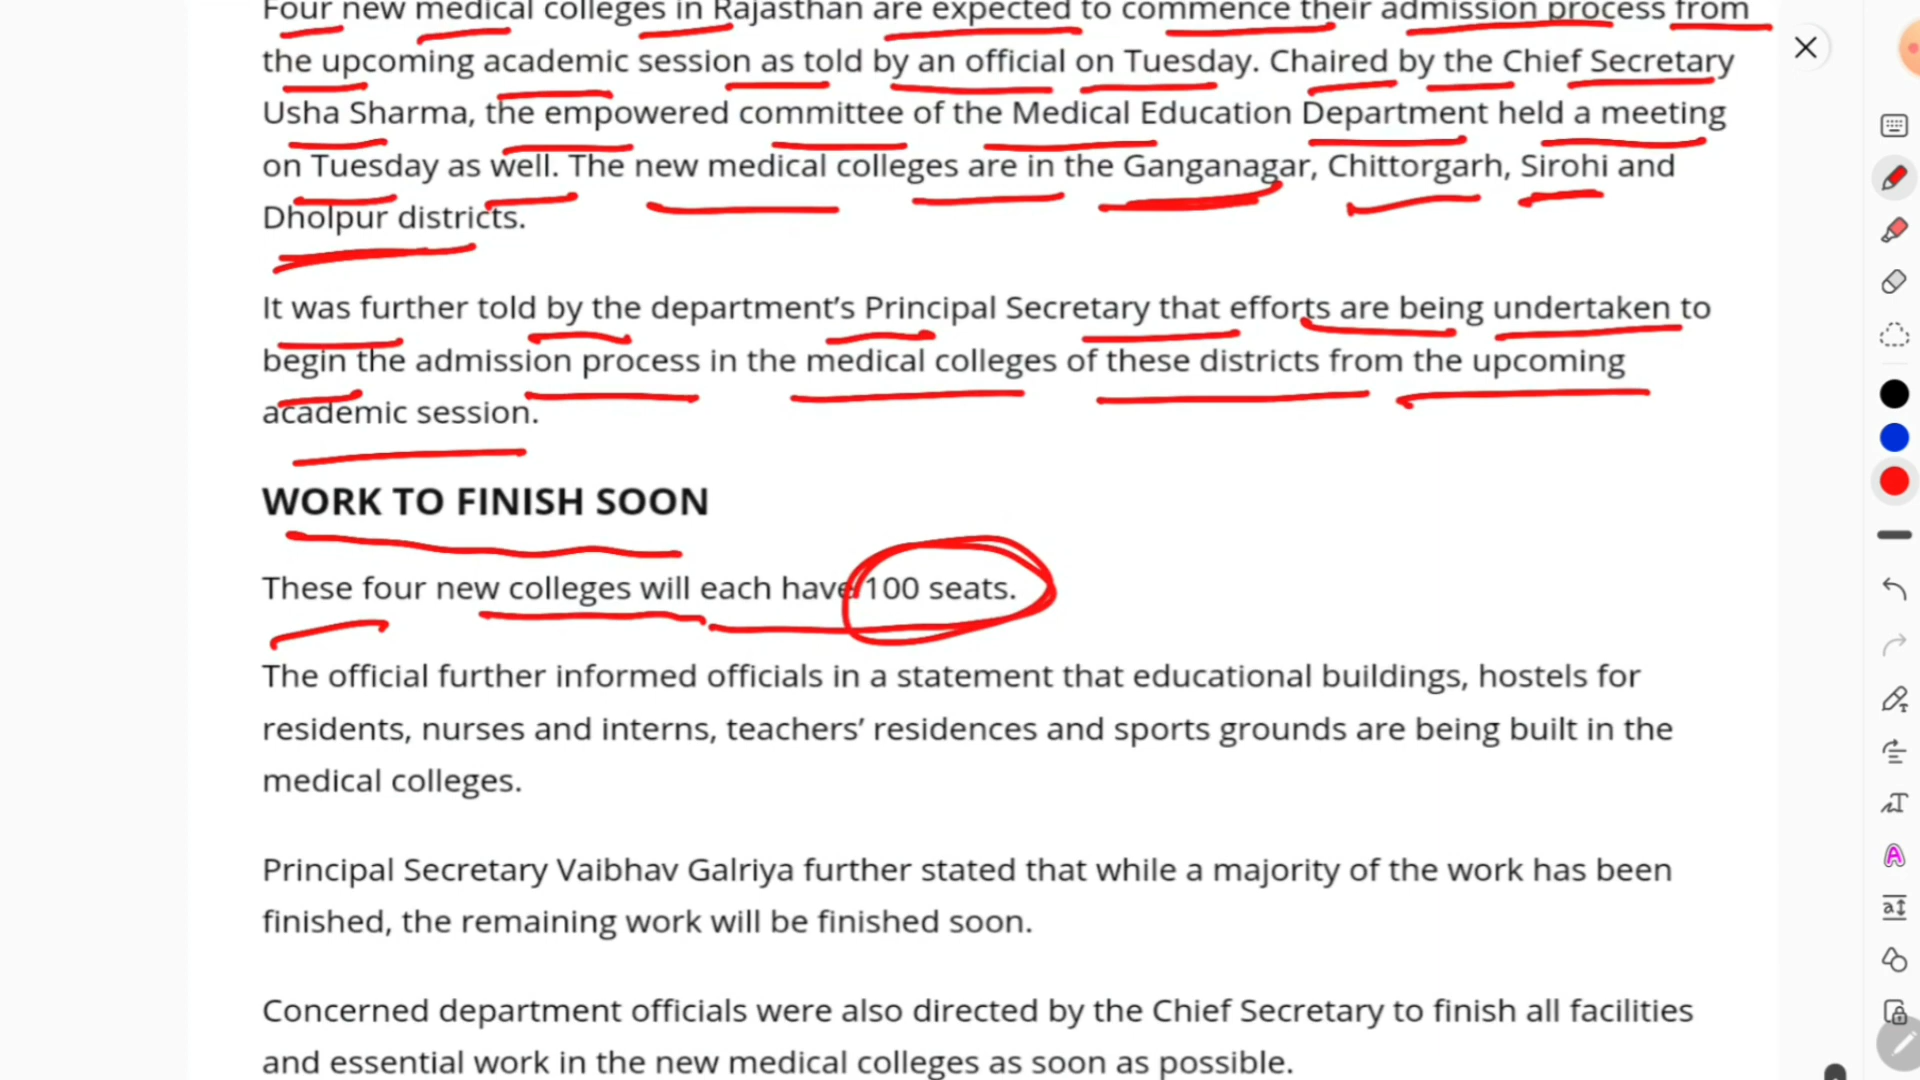 Four new medical colleges in Rajasthan are expected to commence their admission process from
the upcoming academic session as told by an official on Tuesday. Chaired by the Chief Secretary
Usha Sharma, the empowered committee of the Medical Education Department held a meeting
on Tuesday as well. The new medical colleges are in the Ganganagar, Chittorgarh, Sirohi and
Dholpur districts.
It was further told by the department’s Principal Secretary that efforts are being undertaken to
begin the admission process in the medical colleges of these districts from the upcoming
academic session.
WORK TO FINISH SOON
These four new colleges will each have 100 seats.
The official further informed officials in a statement that educational buildings, hostels for
residents, nurses and interns, teachers’ residences and sports grounds are being built in the
medical colleges.
Principal Secretary Vaibhav Galriya further stated that while a majority of the work has been
finished, the remaining work will be finished soon.
Concerned department officials were also directed by the Chief Secretary to finish all facilities
and essential work in the new medical colleges as soon as possible.